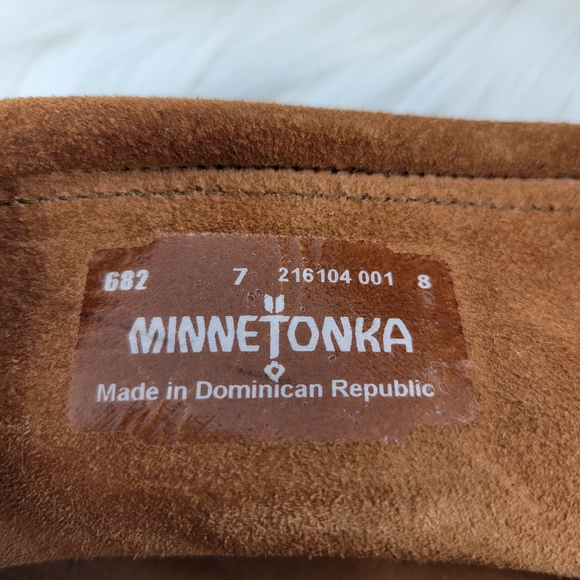 682 7 216104 001 8
MINNETONKA
Made in Dominican Republic